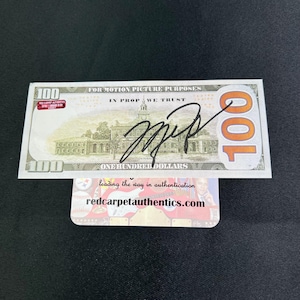 100
FOR MOTION PICTURE PURPOSES
IN PROP WE TRUST
100
100
ONE HUNDRED DOLLARS
leading the way in authentication
redcarpetauthentics.com